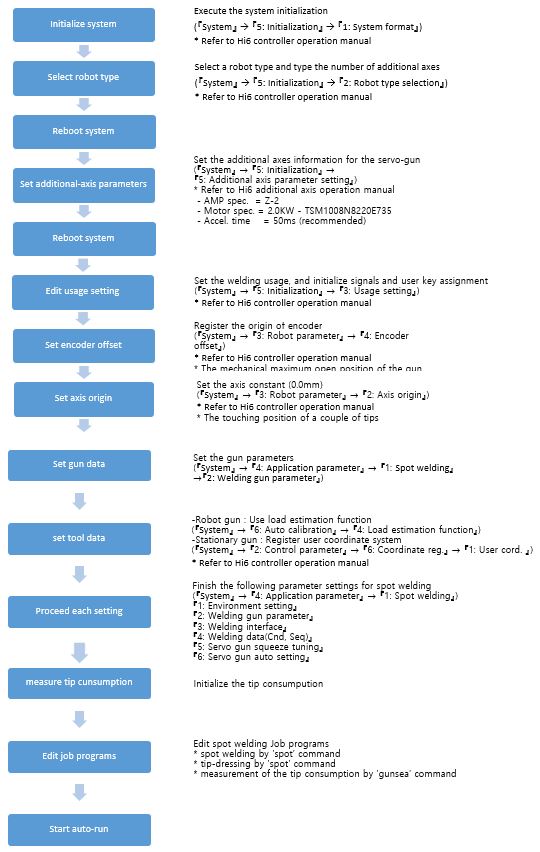 Initialize system
Execute the system initialization
(『System』 → 『5: Initialization』 → 『1: System format』)
* Refer to Hi6 controller operation manual
Select robot type
Select a robot type and type the number of additional axes
(『System』 → 『5: Initialization』 → 『2: Robot type selection』)
* Refer to Hi6 controller operation manual
Reboot system
Set additional-axis parameters
Set the additional axes information for the servo-gun
(『System』 → 『5: Initialization』 →
『5: Additional axis parameter setting』)
* Refer to Hi6 additional axis operation manual
- AMP spec. = Z-2
- Motor spec. = 2.0KW - TSM1008N8220E735
- Accel. time = 50ms (recommended)
Reboot system
Edit usage setting
Set the welding usage, and initialize signals and user key assignment
(『System』 → 『5: Initialization』 → 『3: Usage setting』)
* Refer to Hi6 controller operation manual
Set encoder offset
Register the origin of encoder
(『System』 → 『3: Robot parameter』 → 『4: Encoder
offset』)
* Refer to Hi6 controller operation manual
* The mechanical maximum open position of the gun
Set axis origin
Set the axis constant (0.0mm)
(『System』 → 『3: Robot parameter』 → 『2: Axis origin』)
* Refer to Hi6 controller operation manual
* The touching position of a couple of tips
Set gun data
Set the gun parameters
(『System』 → 『4: Application parameter』 → 『1: Spot welding』
→『2: Welding gun parameter』)
set tool data
-Robot gun : Use load estimation function
(『System』 → 『6: Auto calibration』 → 『4: Load estimation function』)
-Stationary gun : Register user coordinate system
(『System』 → 『2: Control parameter』 → 『6: Coordinate reg.』 → 『1: User cord. 』)
* Refer to Hi6 controller operation manual
Proceed each setting
Finish the following parameter settings for spot welding
(『System』 → 『4: Application parameter』 → 『1: Spot welding』)
『1: Environment setting』
『2: Welding gun parameter』
『3: Welding interface』
『4: Welding data(Cnd, Seq)』
『5: Servo gun squeeze tuning』
『6: Servo gun auto setting』
measure tip cunsumption
Initialize the tip consumpution
Edit job programs
Edit spot welding Job programs
* spot welding by 'spot' command
* tip-dressing by 'spot' command
* measurement of the tip consumption by 'gunsea' command
Start auto-run